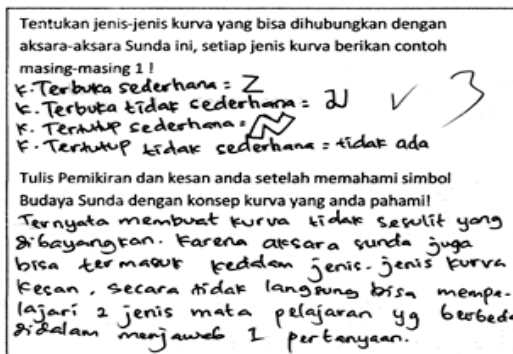 Tentukan jenis-jenis kurva yang bisa dihubungkan dengan
aksara-aksara Sunda ini, setiap jenis kurva berikan contoh
masing-masing 1 !
K. Terbuka sederhana = Z
K. Terbuka tidak sederhana =
K. Tertutup sederhana =
K. Tertutup tidak sederhana = tidak ada
3
Tulis Pemikiran dan kesan anda setelah memahami simbol
Budaya Sunda dengan konsep kurva yang anda pahami!
Ternyata membuat kurva tidak sesulit yang
dibayangkan. Karena aksara sunda juga
bisa termasuk kedalam jenis-jenis kurva
Kesan, secara tidak langsung bisa mempe-
lajari 2 jenis mata pelajaran yg berbeda
didalam menjawab 1 pertanyaan.